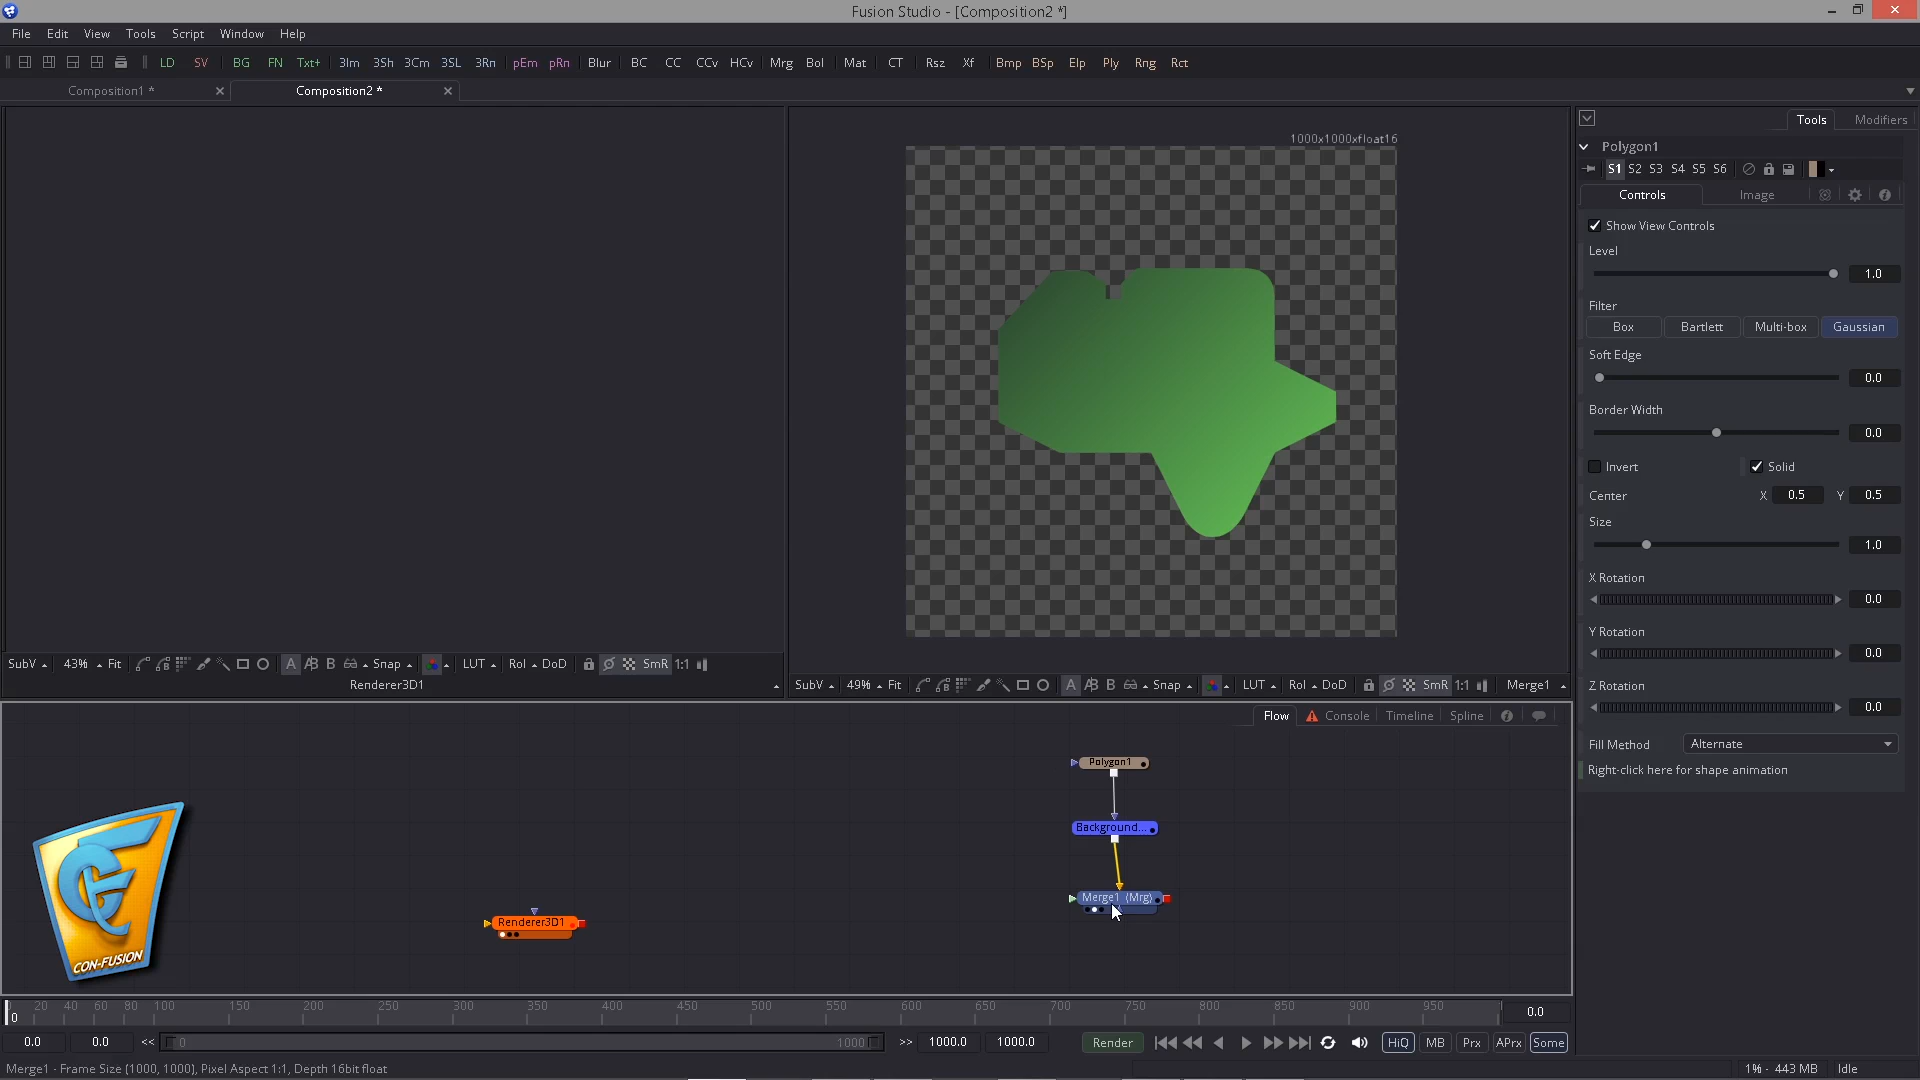 Fusion Studio - [Composition2 *]
File Edit View Tools Script Window Help
LD SV BG FN Txt+ 3Im 3Sh 3Cm 3SL 3Rn pEm pRn Blur BC CC CCv HCv Mrg Bol Mat CT Rsz Xf Bmp BSp Elp Ply Rng Rct
Composition1 * Composition2 *
1000x1000xfloat16
Tools Modifiers
Polygon1
S1 S2 S3 S4 S5 S6
Controls Image
Show View Controls
Level
1.0
Filter
Box Bartlett Multi-box Gaussian
Soft Edge
0.0
Border Width
0.0
Invert Solid
Center X 0.5 Y 0.5
Size
1.0
X Rotation
0.0
Y Rotation
0.0
Z Rotation
0.0
Fill Method Alternate
Right-click here for shape animation
SubV 43% Fit A AB B Snap LUT RoI DoD SmR 1:1
Renderer3D1
SubV 49% Fit A AB B Snap LUT RoI DoD SmR 1:1 Merge1
Flow Console Timeline Spline
Polygon1
Background...
Merge1 (Mrg)
Renderer3D1
CF
CON-FUSION
0 20 40 60 80 100 150 200 250 300 350 400 450 500 550 600 650 700 750 800 850 900 950 0.0
0.0 0.0 << 0 1000 >> 1000.0 1000.0 Render HiQ MB Prx APrx Some
Merge1 - Frame Size (1000, 1000), Pixel Aspect 1:1, Depth 16bit float 1% - 443 MB Idle